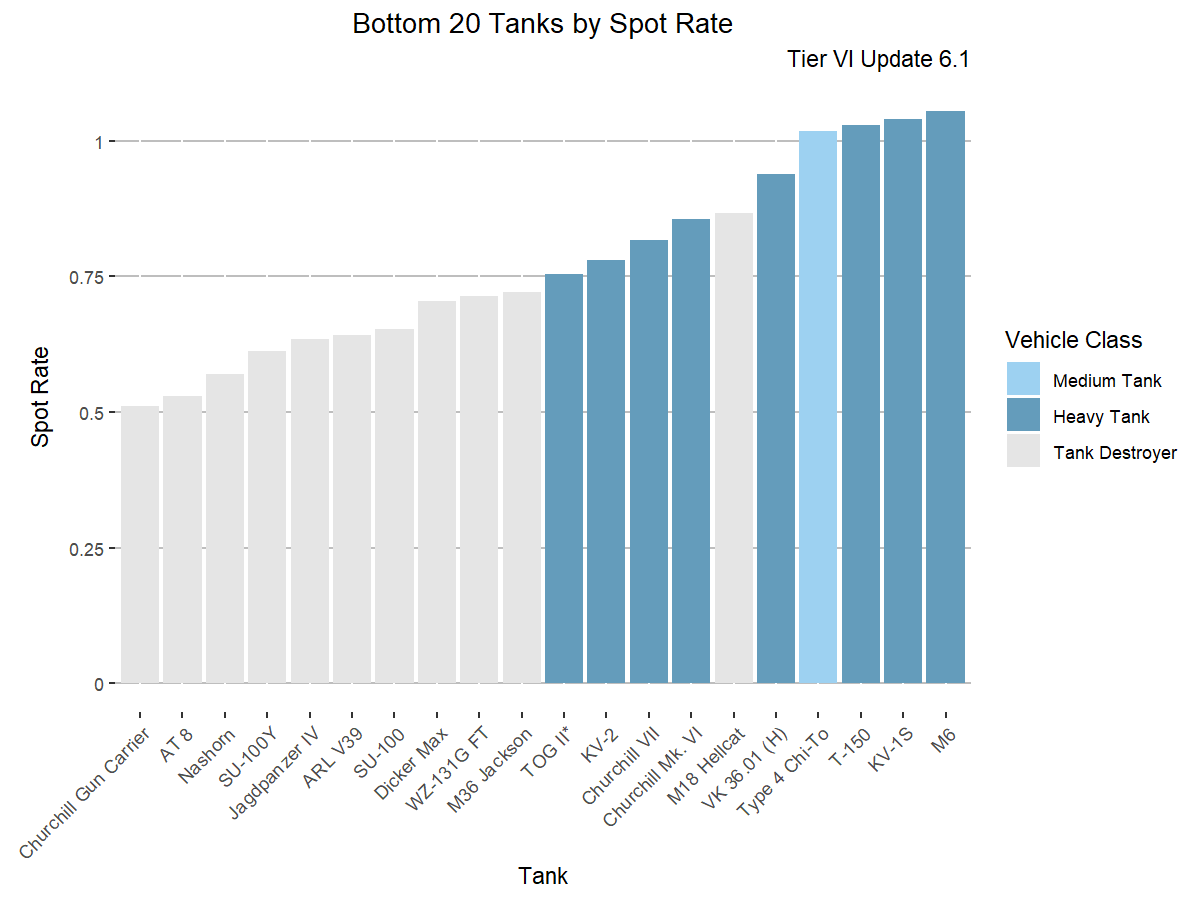 Bottom 20 Tanks by Spot Rate
Tier VI Update 6.1
1
0.75
0.5
0.25
0
Spot Rate
Churchill Gun Carrier
AT 8
Nashorn
SU-100Y
Jagdpanzer IV
ARL V39
SU-100
Dicker Max
WZ-131G FT
M36 Jackson
TOG II*
KV-2
Churchill VII
Churchill Mk. VI
M18 Hellcat
VK 36.01 (H)
Type 4 Chi-To
T-150
KV-1S
M6
Tank
Vehicle Class
Medium Tank
Heavy Tank
Tank Destroyer